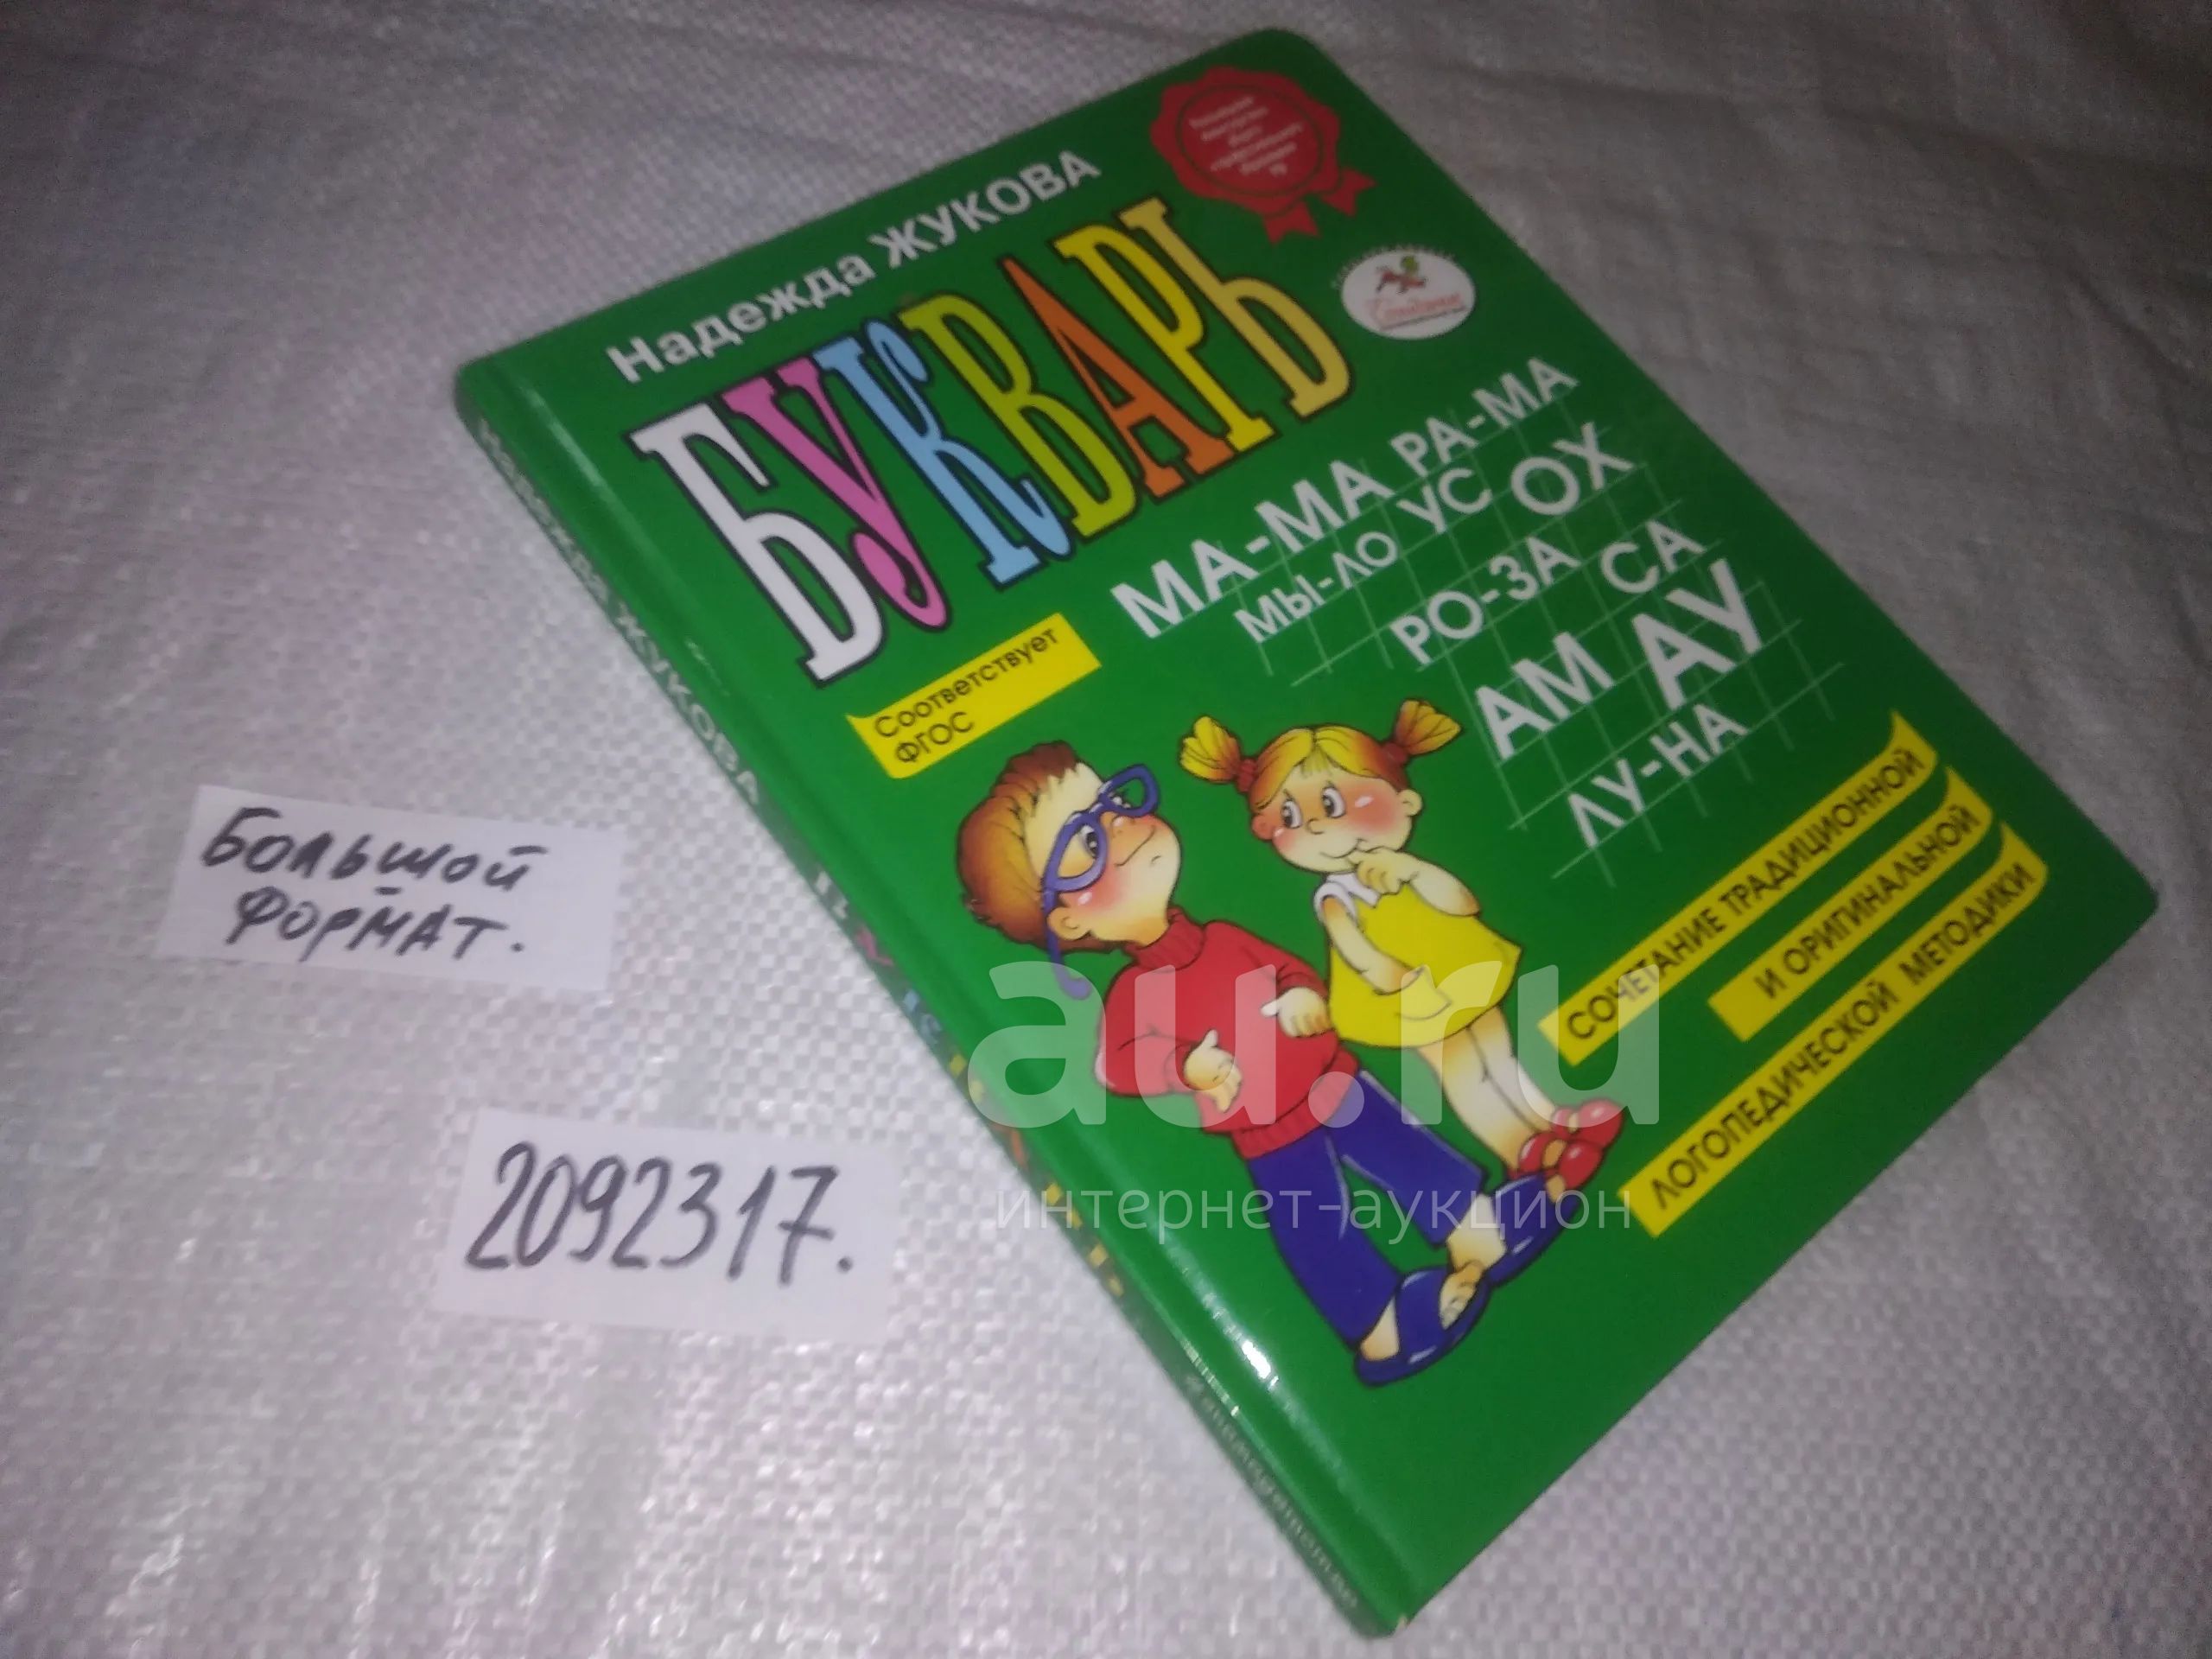 Надежда ЖУКОВА
БУКВАРЬ
МА-МА РА-МА
МЫ-ЛО УС ОХ
РО-ЗА СА
АМ АУ
ЛУ-НА
Соответствует
ФГОС
СОЧЕТАНИЕ ТРАДИЦИОННОЙ
И ОРИГИНАЛЬНОЙ
ЛОГОПЕДИЧЕСКОЙ МЕТОДИКИ
Надежда ЖУКОВА БУКВАРЬ
БОЛЬШОЙ
ФОРМАТ.
2092317.
au.ru
интернет-аукцион